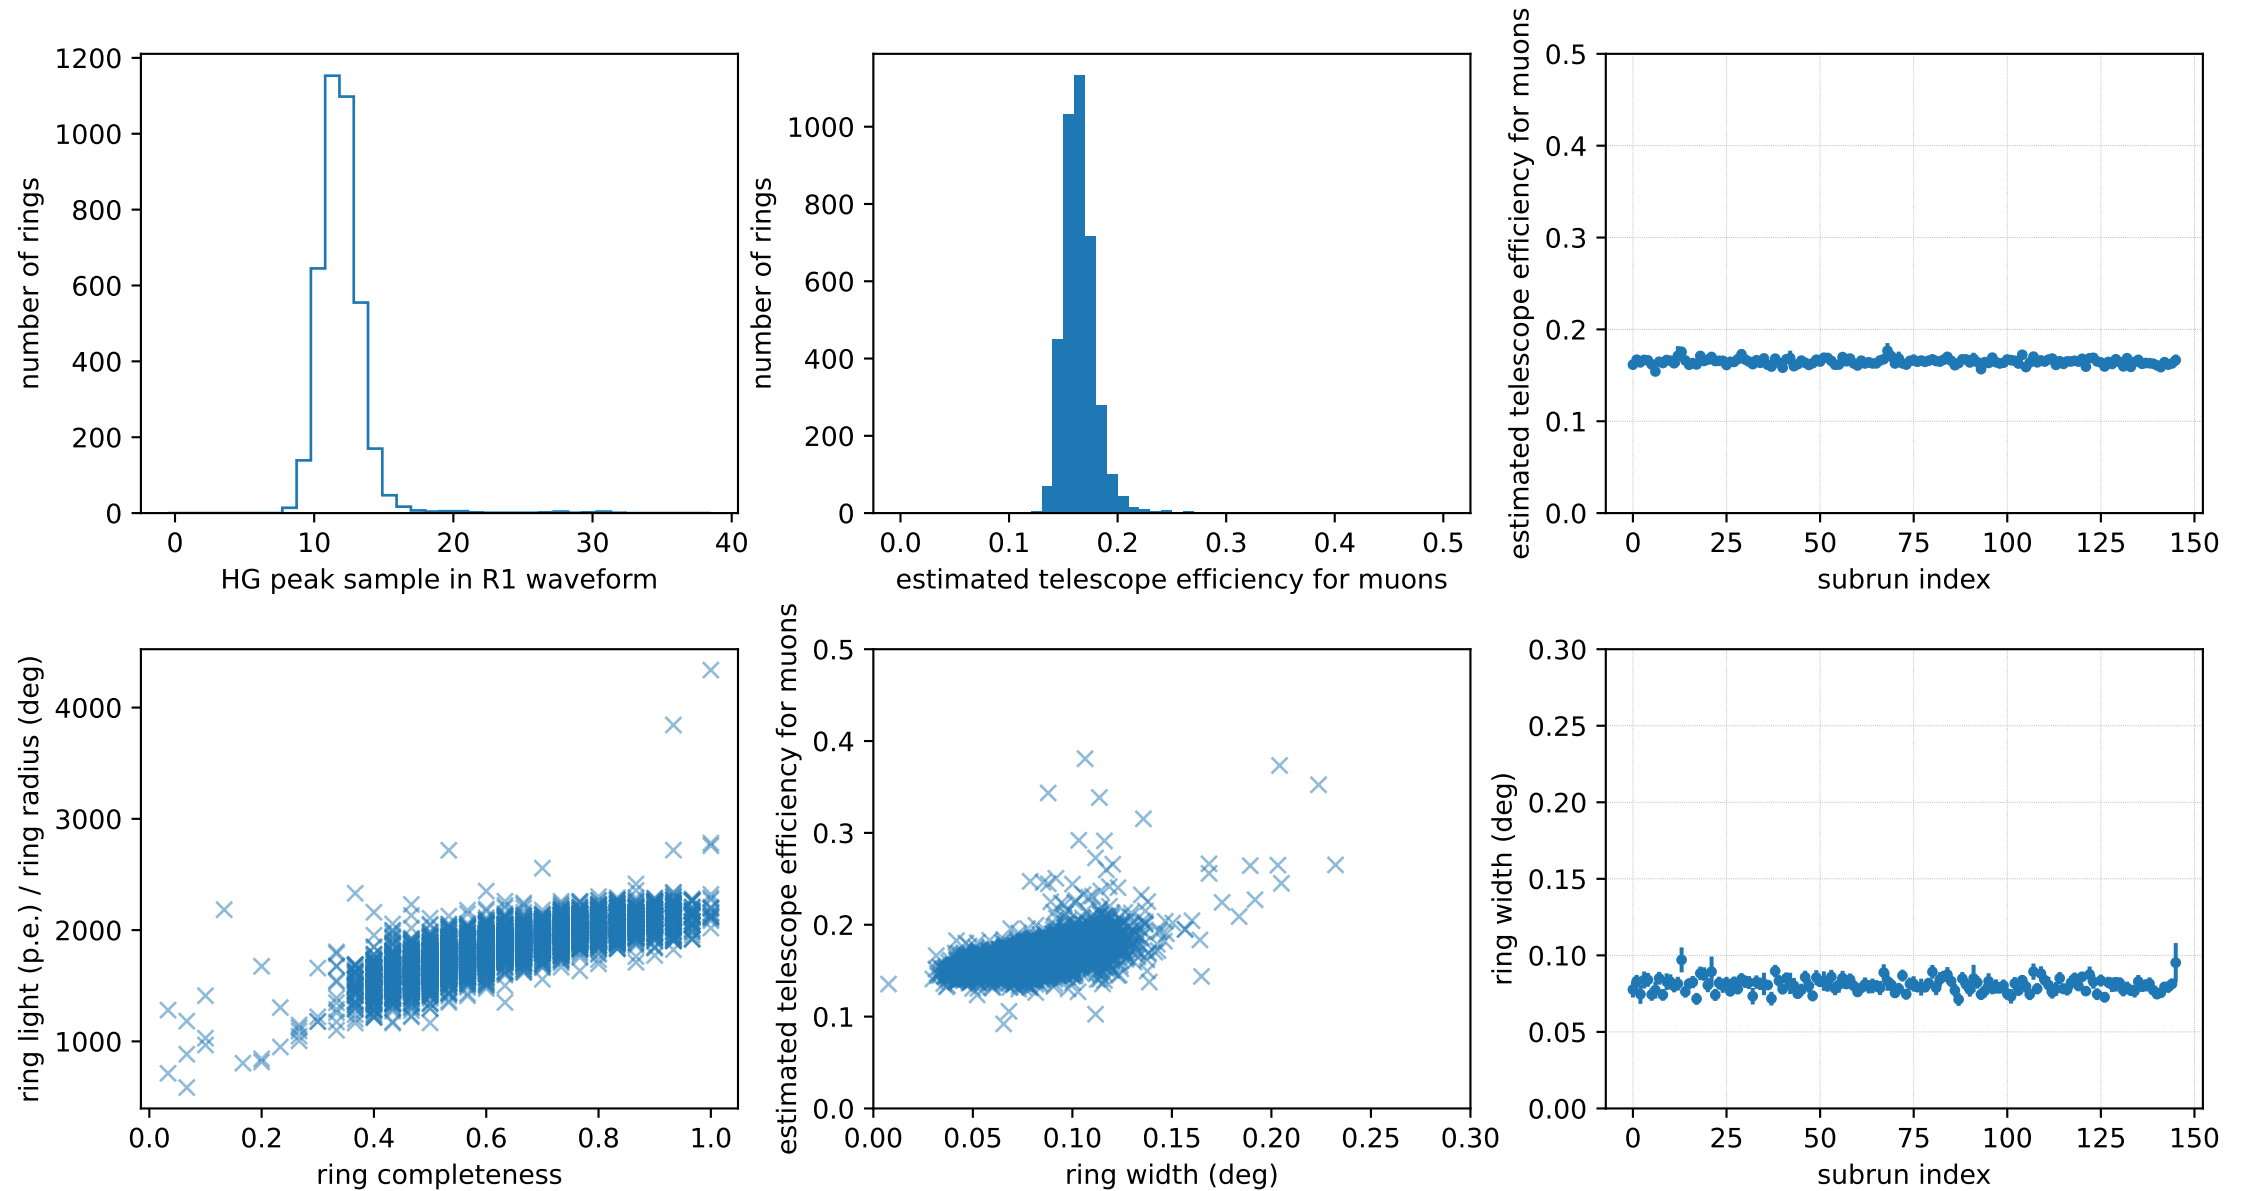 1200
1000
800
600
400
200
0
number of rings
0 10 20 30 40
HG peak sample in R1 waveform
1000
800
600
400
200
0
number of rings
0.0 0.1 0.2 0.3 0.4 0.5
estimated telescope efficiency for muons
0.5
0.4
0.3
0.2
0.1
0.0
estimated telescope efficiency for muons
0 25 50 75 100 125 150
subrun index
4000
3000
2000
1000
ring light (p.e.) / ring radius (deg)
0.0 0.2 0.4 0.6 0.8 1.0
ring completeness
0.5
0.4
0.3
0.2
0.1
0.0
estimated telescope efficiency for muons
0.00 0.05 0.10 0.15 0.20 0.25 0.30
ring width (deg)
0.30
0.25
0.20
0.15
0.10
0.05
0.00
ring width (deg)
0 25 50 75 100 125 150
subrun index